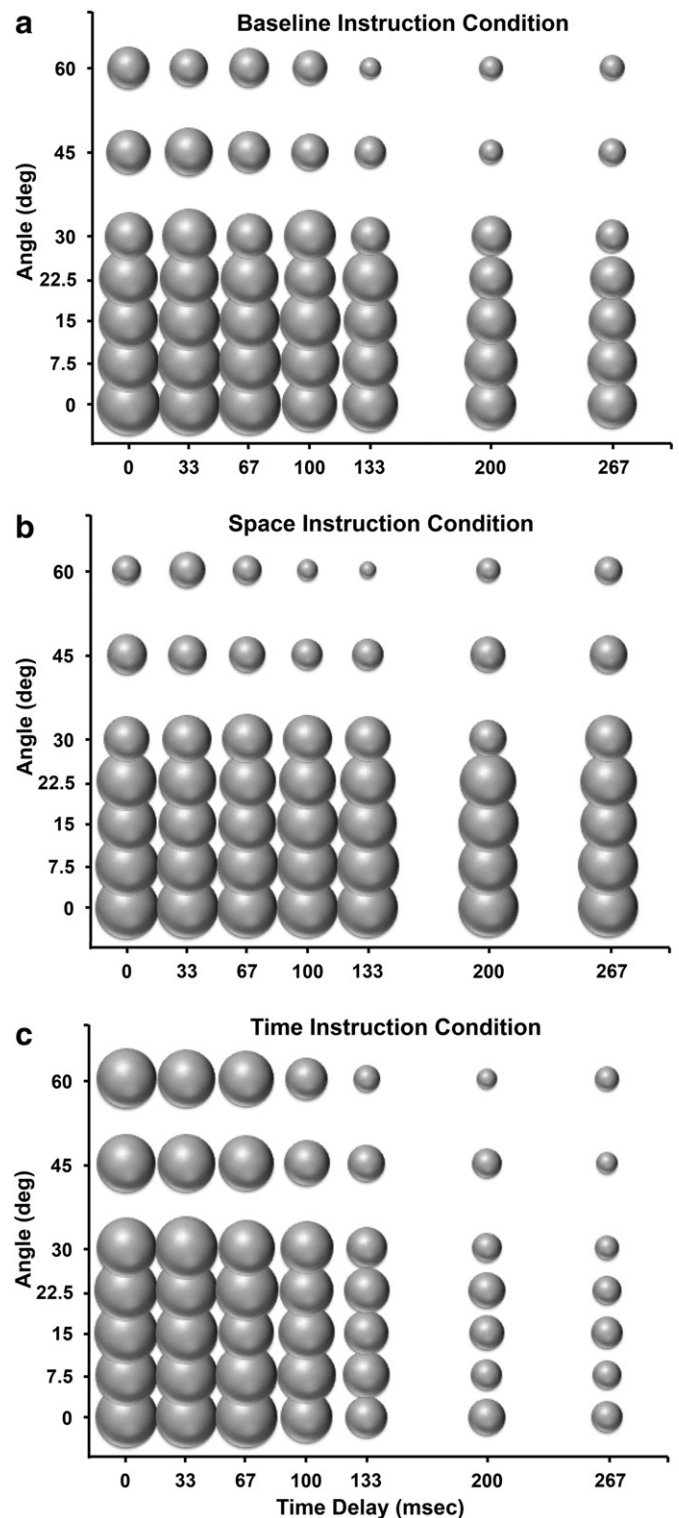 a
Baseline Instruction Condition
60
45
30
22.5
15
7.5
0
Angle (deg)
0 33 67 100 133 200 267
b
Space Instruction Condition
60
45
30
22.5
15
7.5
0
Angle (deg)
0 33 67 100 133 200 267
c
Time Instruction Condition
60
45
30
22.5
15
7.5
0
Angle (deg)
0 33 67 100 133 200 267
Time Delay (msec)